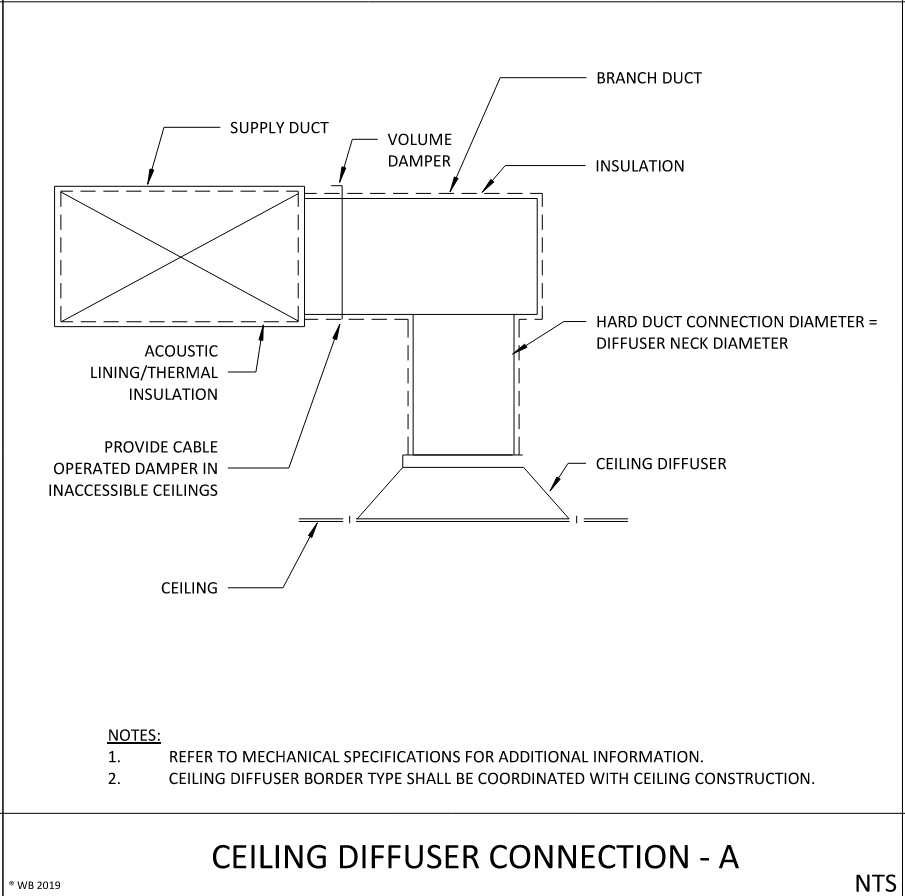 BRANCH DUCT
SUPPLY DUCT
VOLUME
DAMPER
INSULATION
HARD DUCT CONNECTION DIAMETER =
DIFFUSER NECK DIAMETER
ACOUSTIC
LINING/THERMAL
INSULATION
PROVIDE CABLE
OPERATED DAMPER IN
INACCESSIBLE CEILINGS
CEILING DIFFUSER
CEILING
NOTES:
1. REFER TO MECHANICAL SPECIFICATIONS FOR ADDITIONAL INFORMATION.
2. CEILING DIFFUSER BORDER TYPE SHALL BE COORDINATED WITH CEILING CONSTRUCTION.
CEILING DIFFUSER CONNECTION - A
® WB 2019
NTS